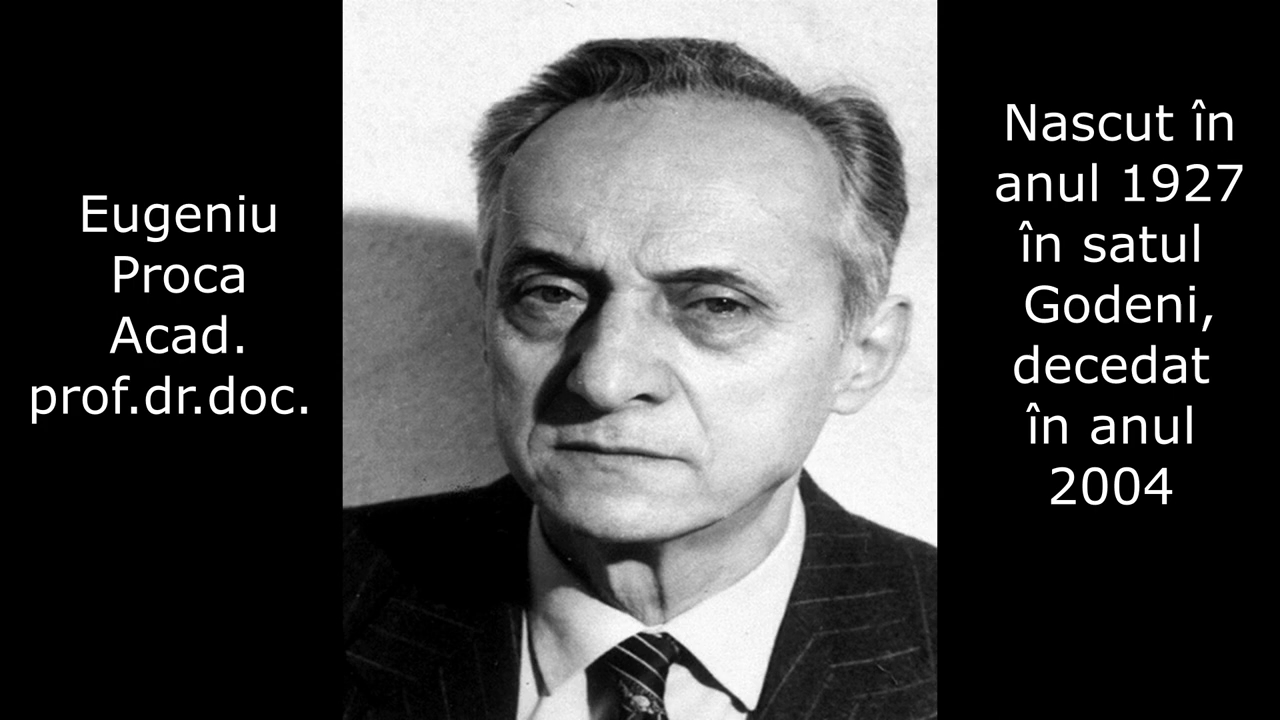 Eugeniu
Proca
Acad.
prof.dr.doc.
Nascut în
anul 1927
în satul
Godeni,
decedat
în anul
2004